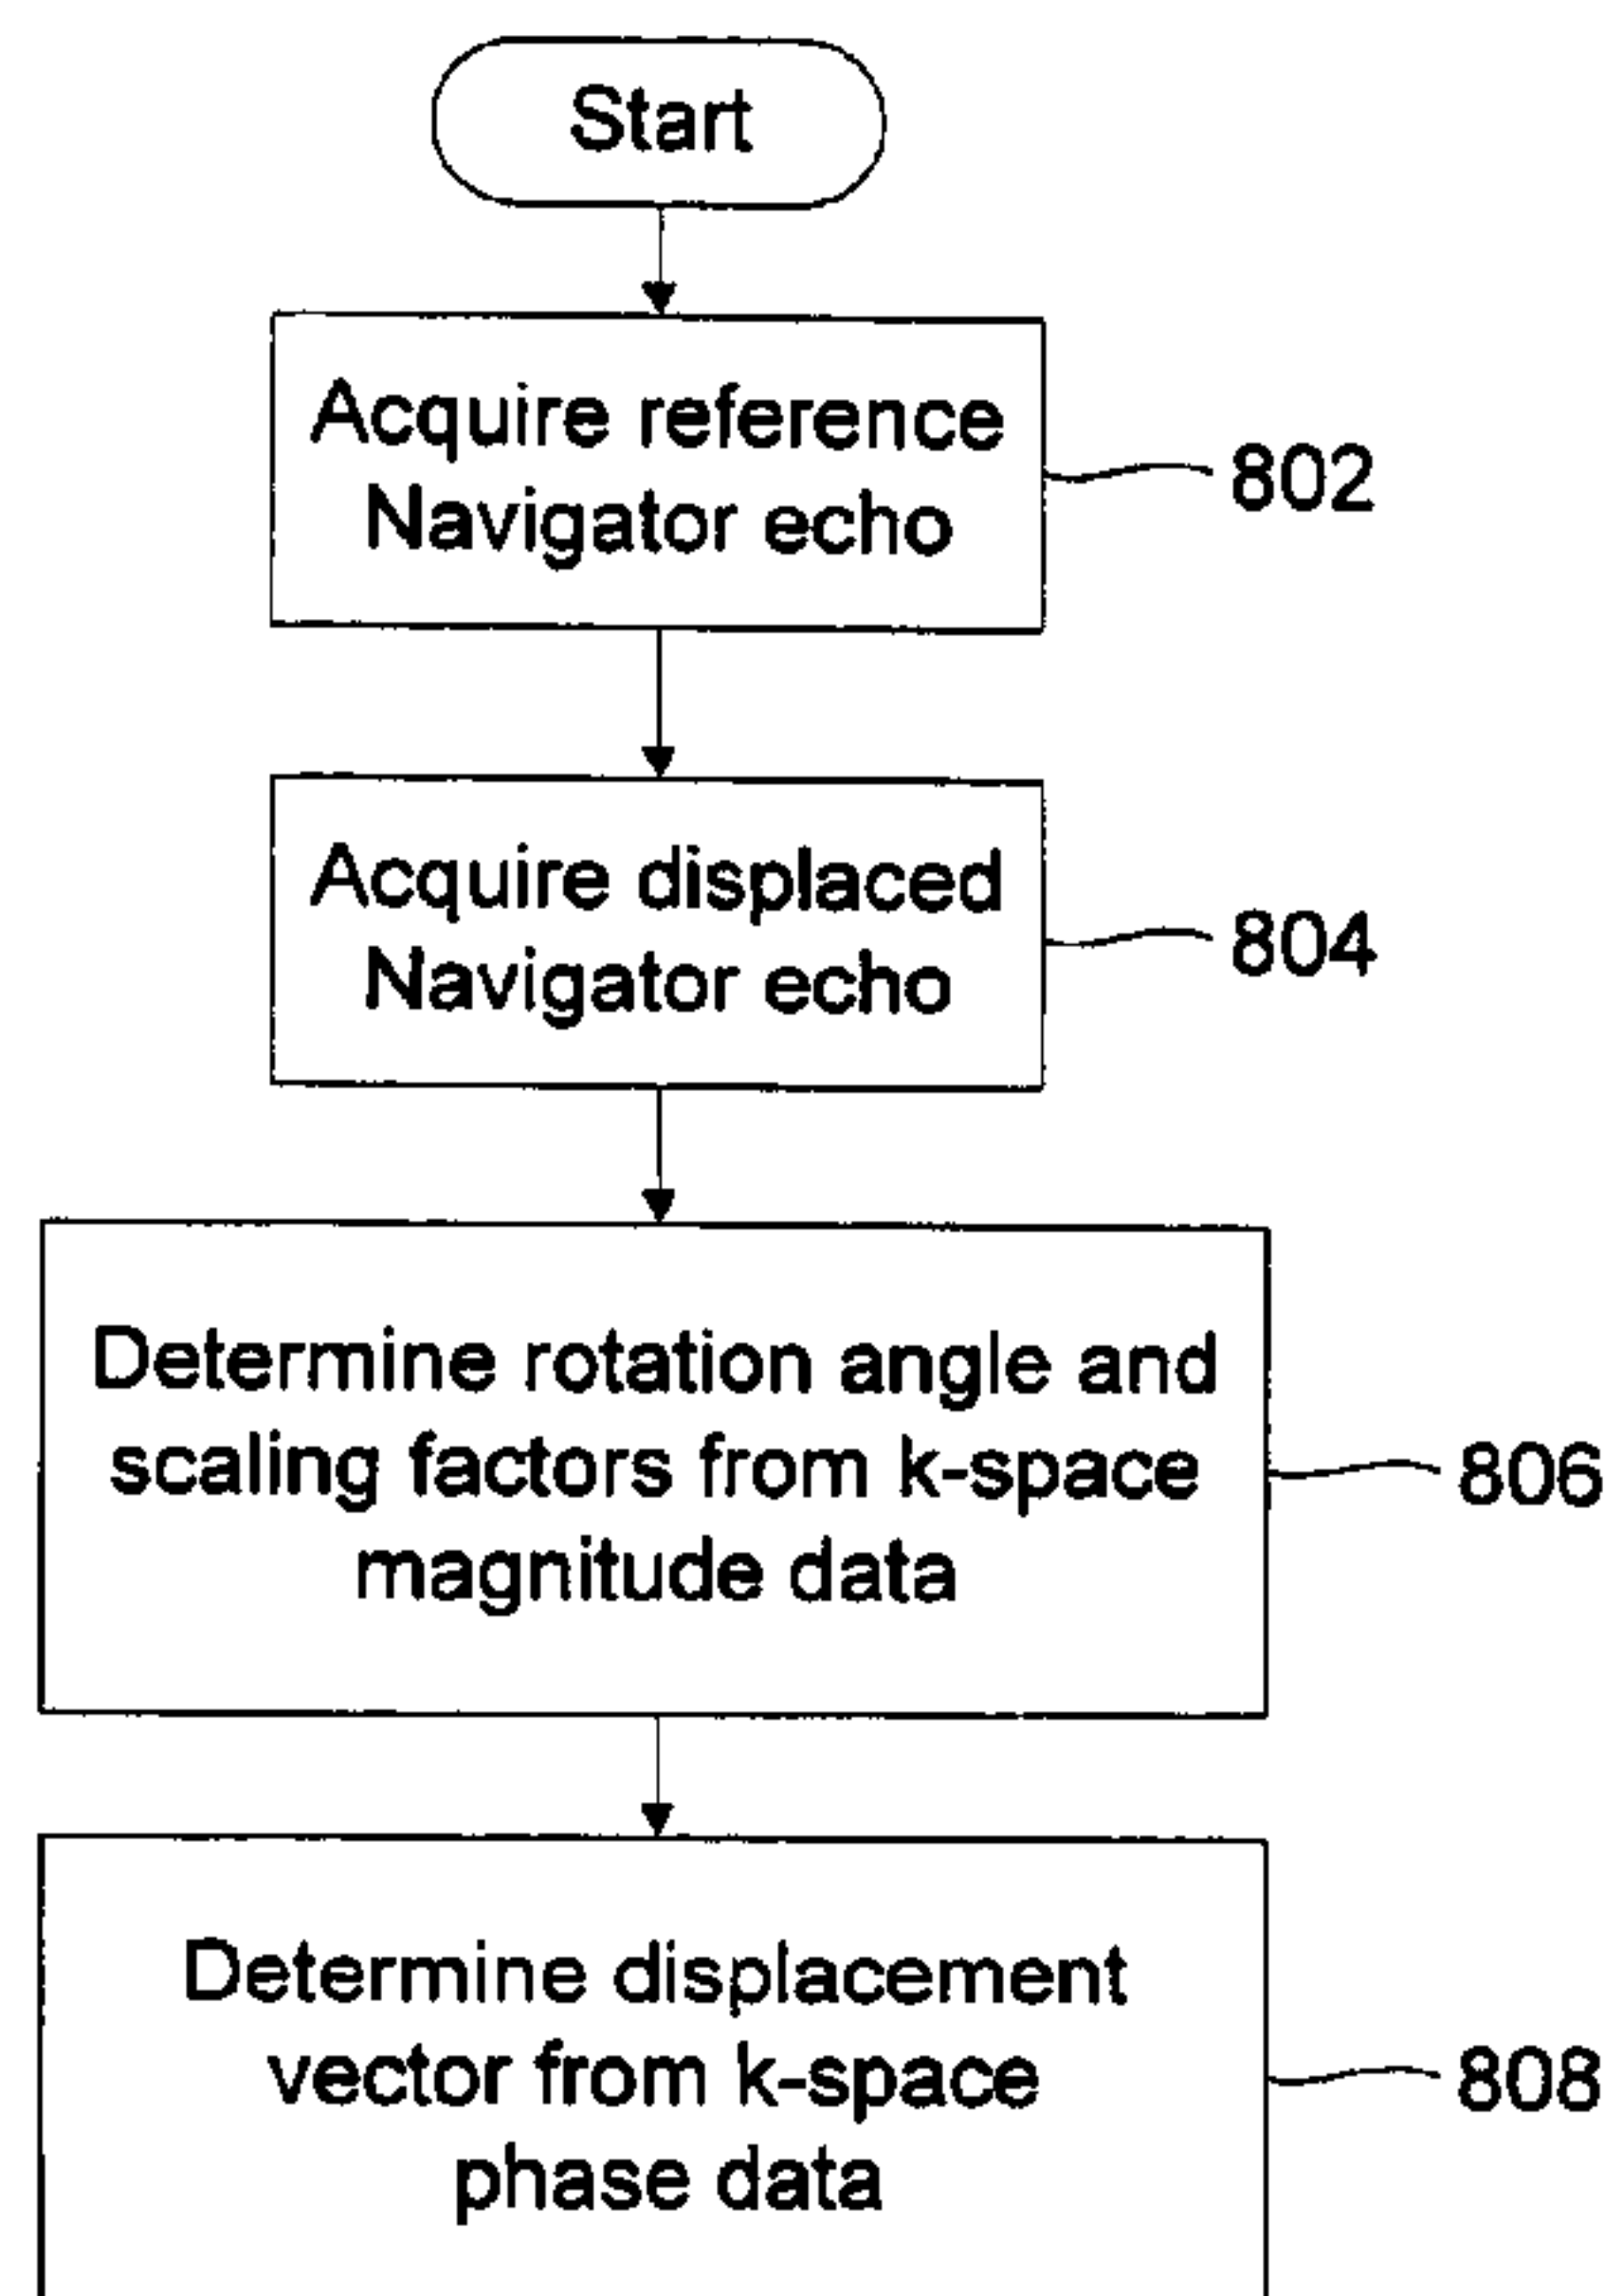 Start
Acquire reference
Navigator echo
802
Acquire displaced
Navigator echo
804
Determine rotation angle and
scaling factors from k-space
magnitude data
806
Determine displacement
vector from k-space
phase data
808